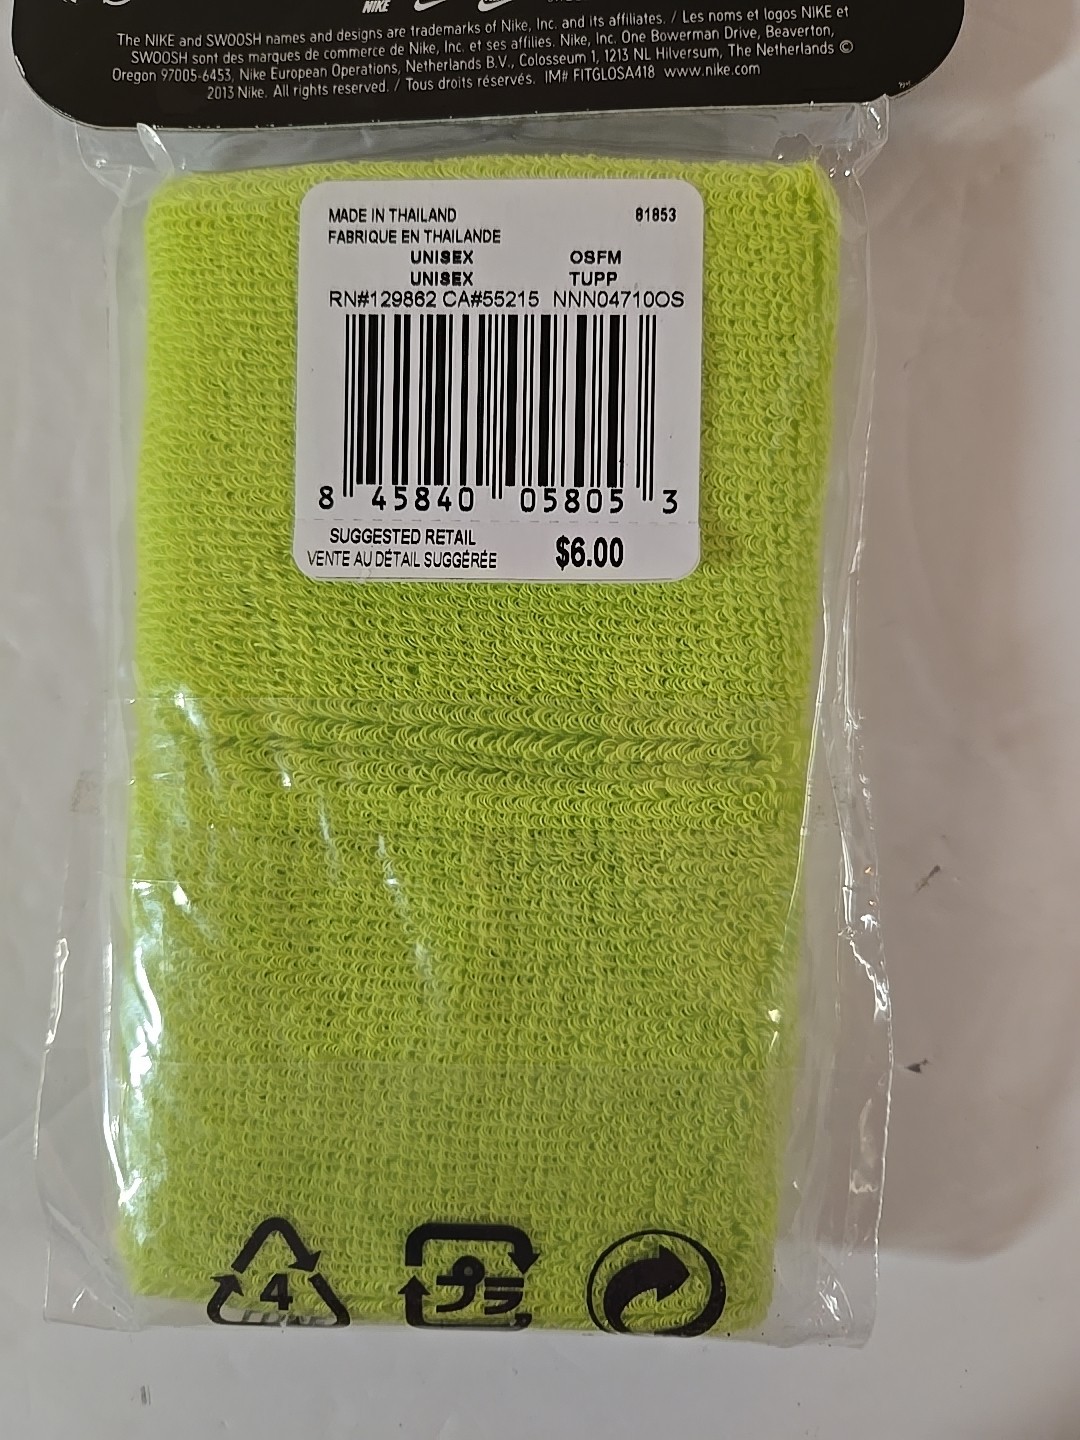 NIKE
The NIKE and SWOOSH names and designs are trademarks of Nike, Inc. and its affiliates. / Les noms et logos NIKE et
SWOOSH sont des marques de commerce de Nike, Inc. et ses affiliés. Nike, Inc. One Bowerman Drive, Beaverton,
Oregon 97005-6453, Nike European Operations, Netherlands B.V., Colosseum 1, 1213 NL Hilversum, The Netherlands ©
2013 Nike. All rights reserved. / Tous droits réservés. IM# FITGLOSA418 www.nike.com
MADE IN THAILAND 81853
FABRIQUE EN THAILANDE
UNISEX OSFM
UNISEX TUPP
RN#129862 CA#55215 NNN04710OS
8 45840 05805 3
SUGGESTED RETAIL
VENTE AU DÉTAIL SUGGÉRÉE $6.00
4 プラ